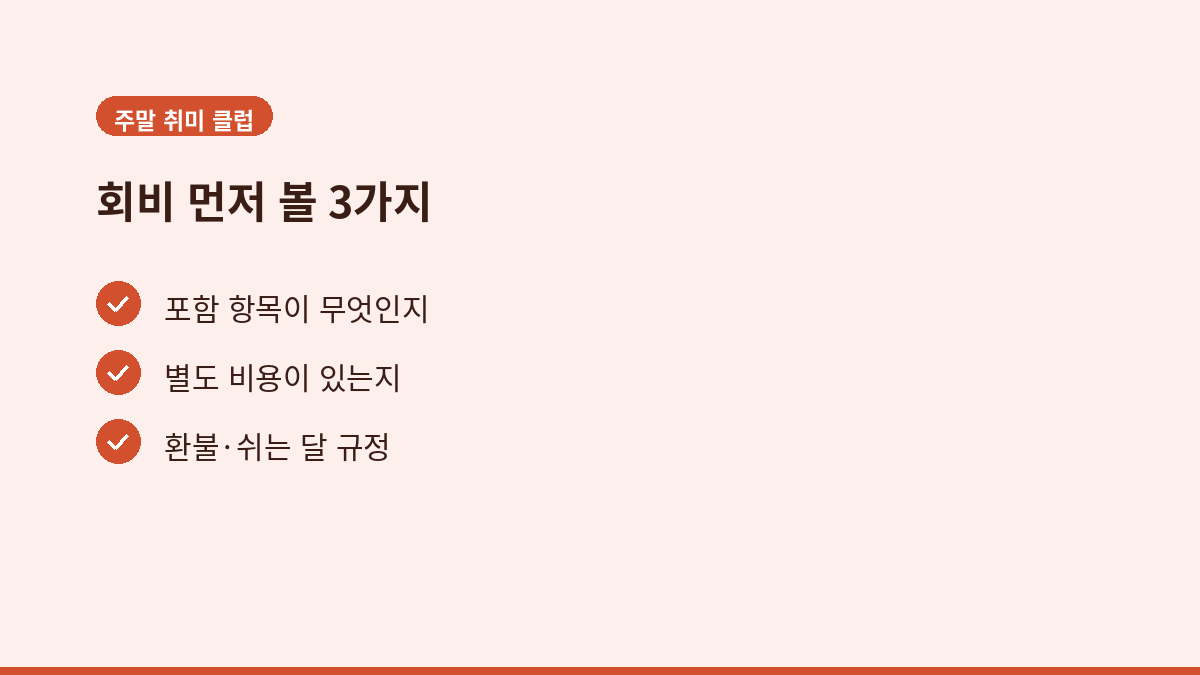 주말 취미 클럽
회비 먼저 볼 3가지
포함 항목이 무엇인지
별도 비용이 있는지
환불·쉬는 달 규정